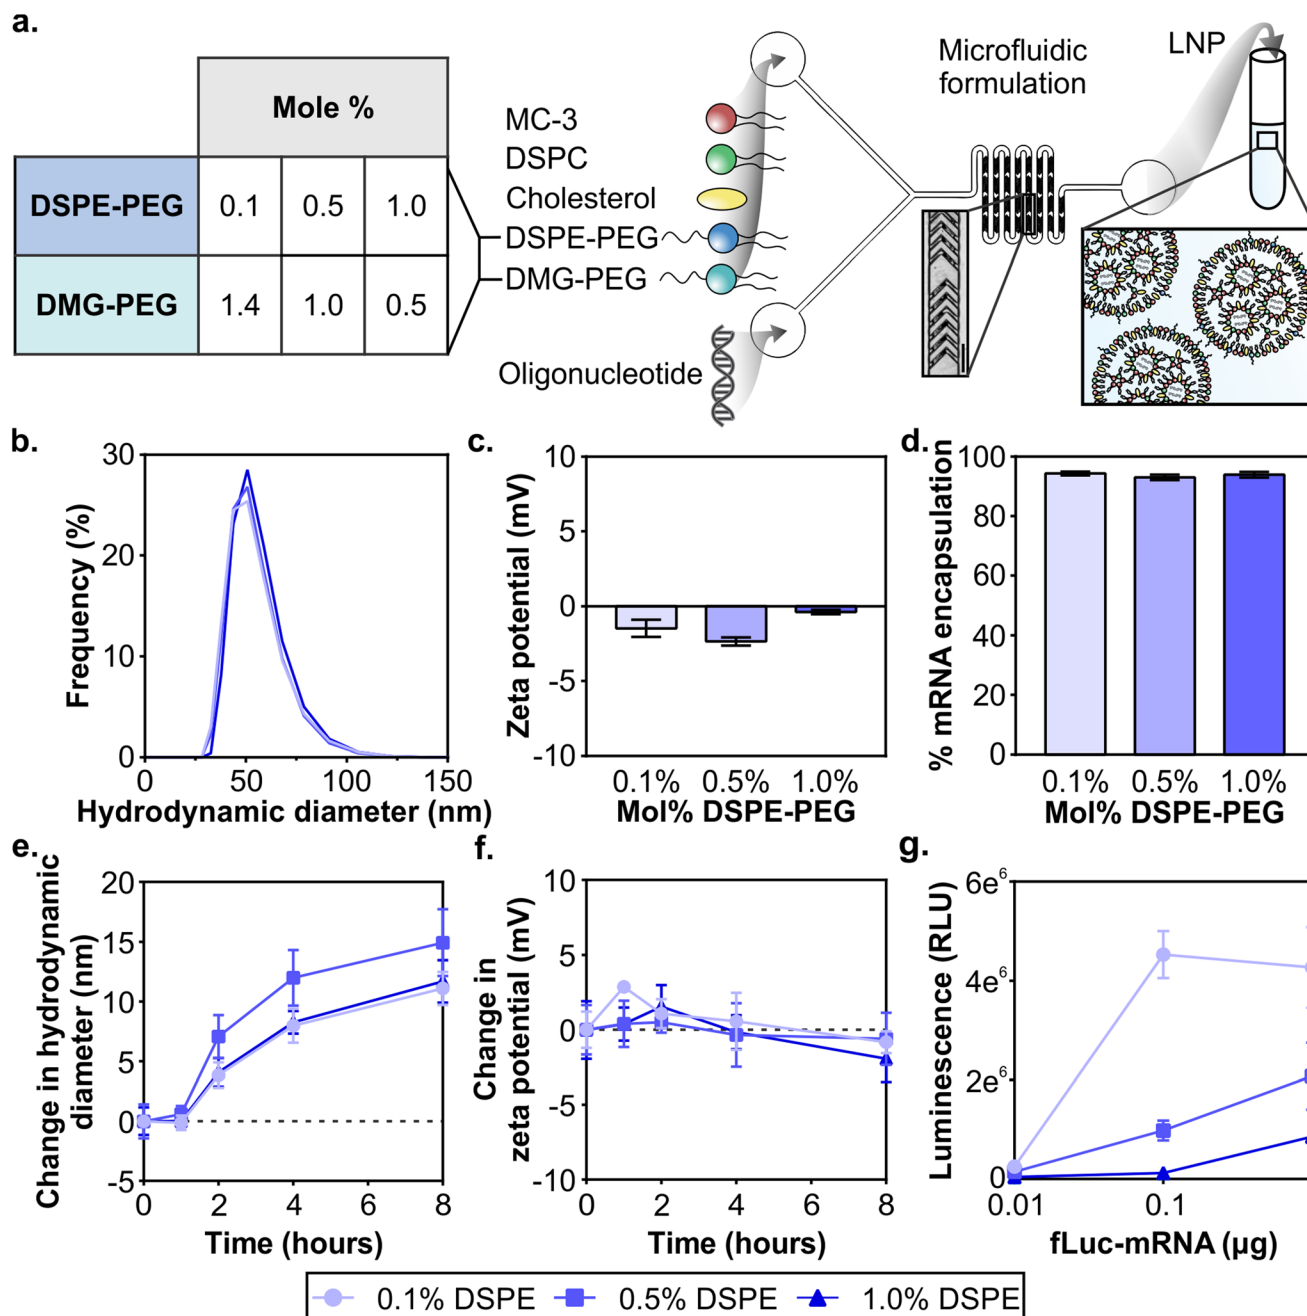 a.
Mole %
DSPE-PEG 0.1 0.5 1.0
DMG-PEG 1.4 1.0 0.5
MC-3
DSPC
Cholesterol
DSPE-PEG
DMG-PEG
Oligonucleotide
Microfluidic
formulation
LNP
b.
Frequency (%)
30
20
10
0
0 50 100 150
Hydrodynamic diameter (nm)
c.
Zeta potential (mV)
10
5
0
-5
-10
0.1% 0.5% 1.0%
Mol% DSPE-PEG
d.
% mRNA encapsulation
100
80
60
40
20
0
0.1% 0.5% 1.0%
Mol% DSPE-PEG
e.
Change in hydrodynamic
diameter (nm)
20
15
10
5
0
-5
0 2 4 6 8
Time (hours)
f.
Change in
zeta potential (mV)
10
5
0
-5
-10
0 2 4 6 8
Time (hours)
g.
Luminescence (RLU)
6e⁶
4e⁶
2e⁶
0
0.01 0.1
fLuc-mRNA (µg)
0.1% DSPE 0.5% DSPE 1.0% DSPE